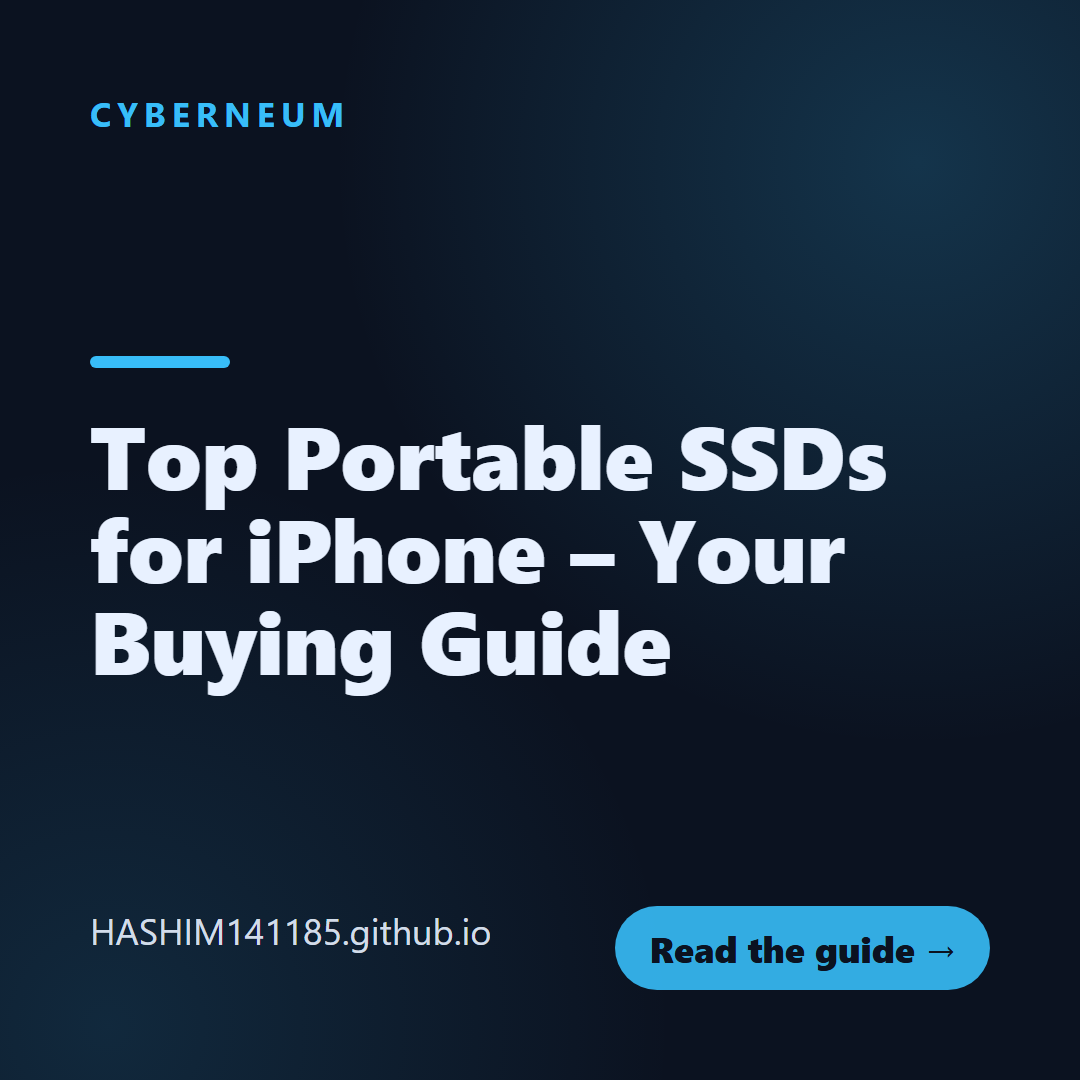 CYBERNEUM
Top Portable SSDs
for iPhone – Your
Buying Guide
HASHIM141185.github.io
Read the guide →